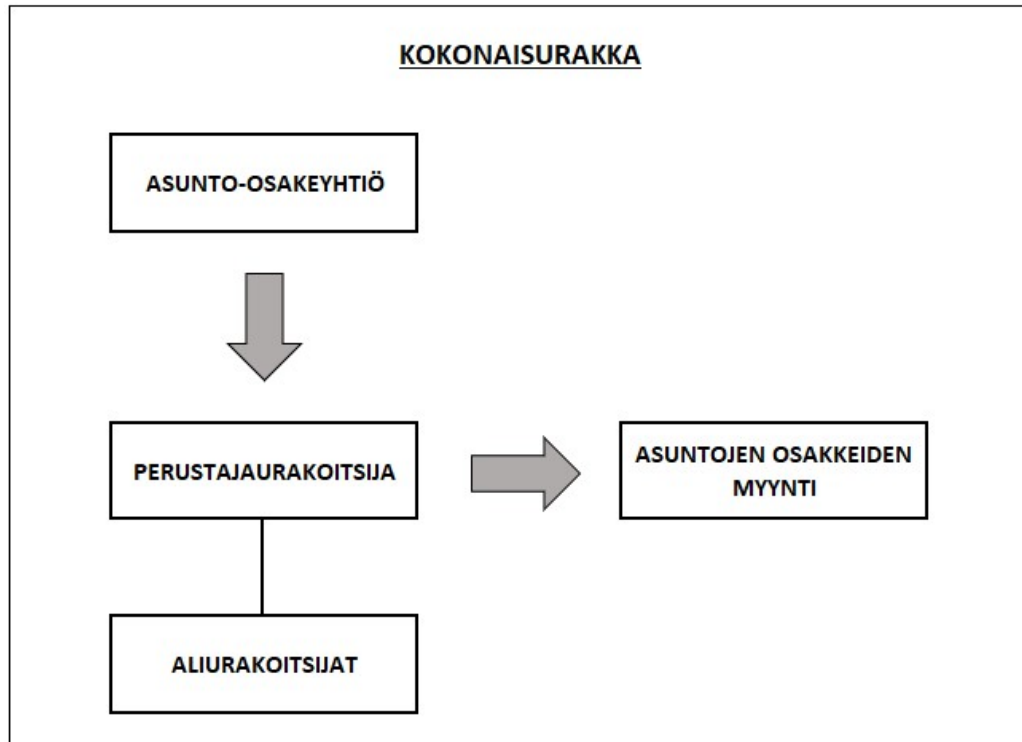 KOKONAISURAKKA
ASUNTO-OSAKEYHTIÖ
PERUSTAJAURAKOITSIJA
ASUNTOJEN OSAKKEIDEN
MYYNTI
ALIURAKOITSIJAT